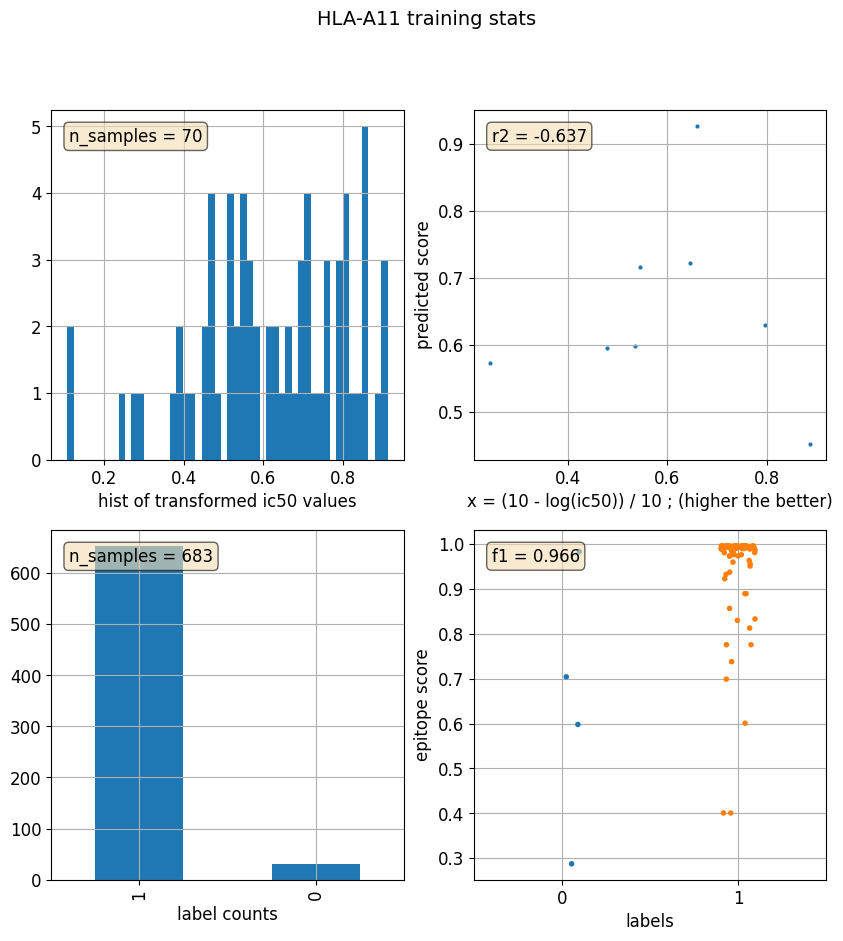 HLA-A11 training stats
n_samples = 70
5
4
3
2
1
0
0.2 0.4 0.6 0.8
hist of transformed ic50 values
r2 = -0.637
predicted score
0.9
0.8
0.7
0.6
0.5
0.4 0.6 0.8
x = (10 - log(ic50)) / 10 ; (higher the better)
n_samples = 683
600
500
400
300
200
100
0
1 0
label counts
f1 = 0.966
epitope score
1.0
0.9
0.8
0.7
0.6
0.5
0.4
0.3
0 1
labels